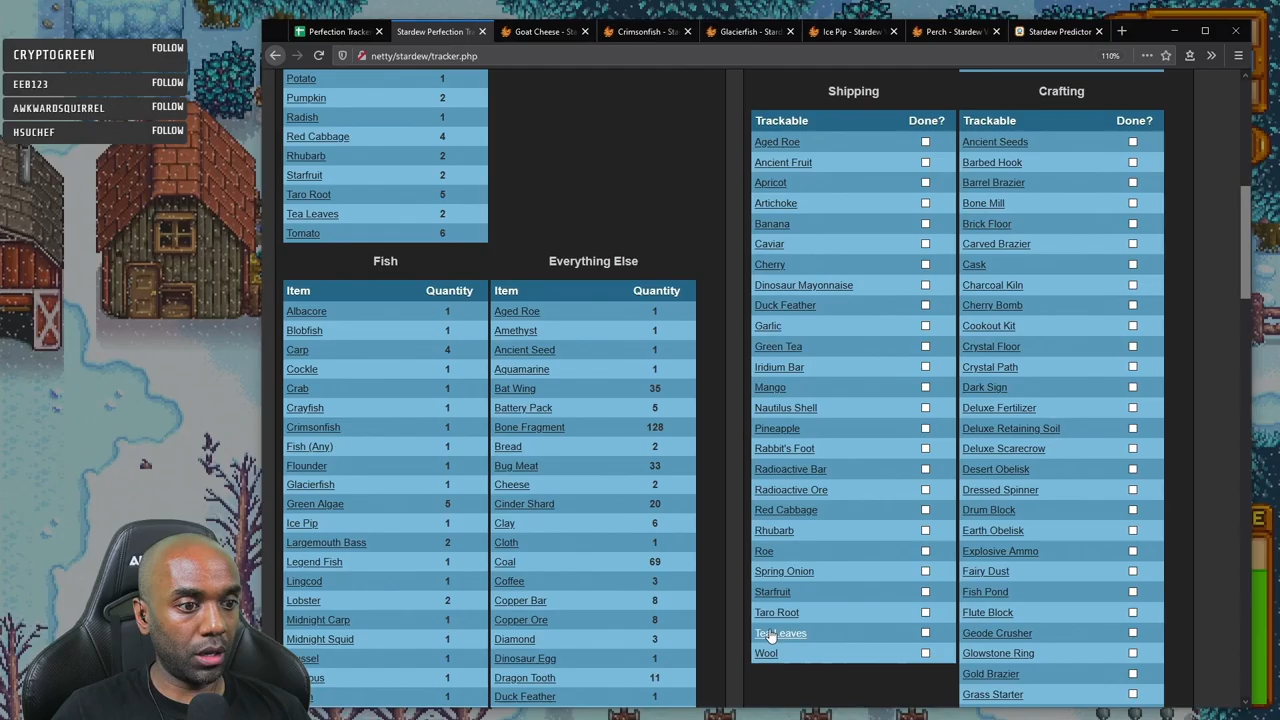 CRYPTOGREEN FOLLOW
EEB123 FOLLOW
AWKWARDSQUIRREL FOLLOW
HSUCHEF FOLLOW
Perfection Track
Stardew Perfection Tr
Goat Cheese - Sta
Crimsonfish - Sta
Glacierfish - Stard
Ice Pip - Stardew
Perch - Stardew V
Stardew Predictor
netty/stardew/tracker.php
110%
Potato 1
Pumpkin 2
Radish 1
Red Cabbage 4
Rhubarb 2
Starfruit 2
Taro Root 5
Tea Leaves 2
Tomato 6
Fish
Item Quantity
Albacore 1
Blobfish 1
Carp 4
Cockle 1
Crab 1
Crayfish 1
Crimsonfish 1
Fish (Any) 1
Flounder 1
Glacierfish 1
Green Algae 5
Ice Pip 1
Largemouth Bass 2
Legend Fish 1
Lingcod 1
Lobster 2
Midnight Carp 1
Midnight Squid 1
ussel 1
pus 1
1
Everything Else
Item Quantity
Aged Roe 1
Amethyst 1
Ancient Seed 1
Aquamarine 1
Bat Wing 35
Battery Pack 5
Bone Fragment 128
Bread 2
Bug Meat 33
Cheese 2
Cinder Shard 20
Clay 6
Cloth 1
Coal 69
Coffee 3
Copper Bar 8
Copper Ore 8
Diamond 3
Dinosaur Egg 1
Dragon Tooth 11
Duck Feather 1
Shipping
Trackable Done?
Aged Roe
Ancient Fruit
Apricot
Artichoke
Banana
Caviar
Cherry
Dinosaur Mayonnaise
Duck Feather
Garlic
Green Tea
Iridium Bar
Mango
Nautilus Shell
Pineapple
Rabbit's Foot
Radioactive Bar
Radioactive Ore
Red Cabbage
Rhubarb
Roe
Spring Onion
Starfruit
Taro Root
Tea Leaves
Wool
Crafting
Trackable Done?
Ancient Seeds
Barbed Hook
Barrel Brazier
Bone Mill
Brick Floor
Carved Brazier
Cask
Charcoal Kiln
Cherry Bomb
Cookout Kit
Crystal Floor
Crystal Path
Dark Sign
Deluxe Fertilizer
Deluxe Retaining Soil
Deluxe Scarecrow
Desert Obelisk
Dressed Spinner
Drum Block
Earth Obelisk
Explosive Ammo
Fairy Dust
Fish Pond
Flute Block
Geode Crusher
Glowstone Ring
Gold Brazier
Grass Starter